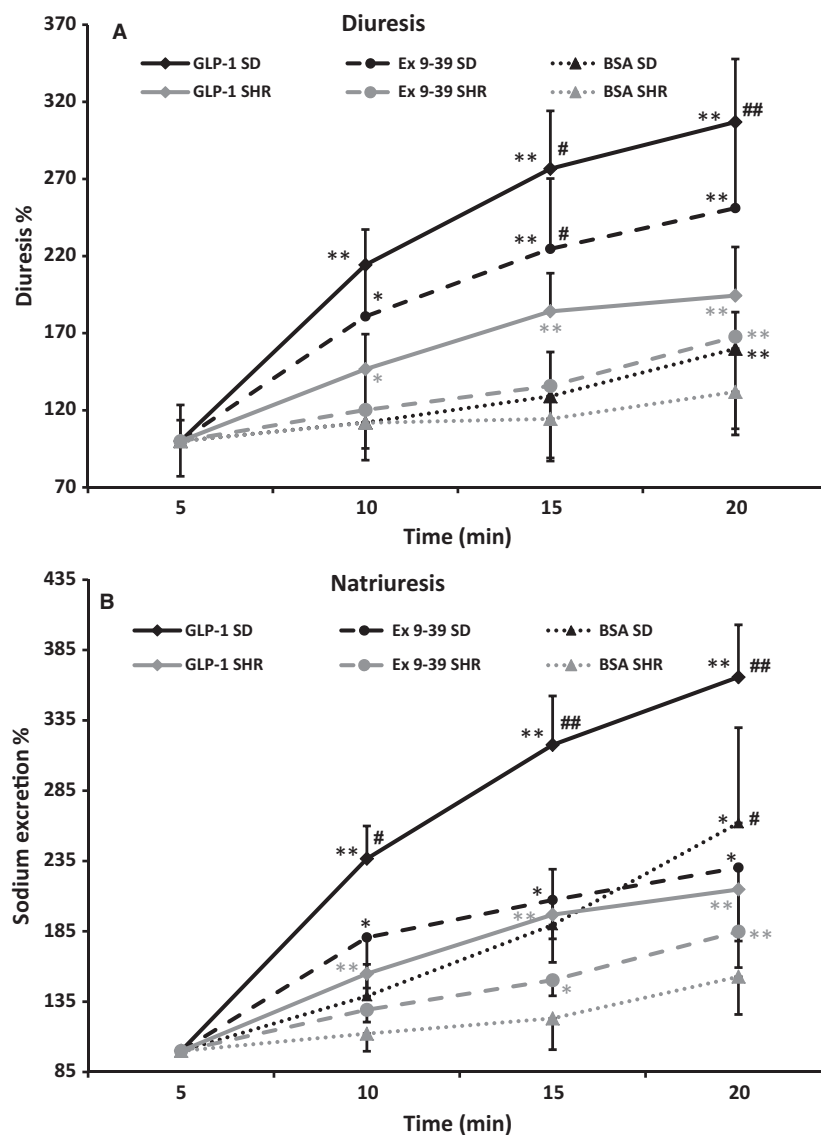 A
Diuresis
GLP-1 SD
Ex 9-39 SD
BSA SD
GLP-1 SHR
Ex 9-39 SHR
BSA SHR
370
320
270
220
170
120
70
Diuresis %
** ** # ** ##
* ** # **
* ** **
** **
5 10 15 20
Time (min)
B
Natriuresis
GLP-1 SD
Ex 9-39 SD
BSA SD
GLP-1 SHR
Ex 9-39 SHR
BSA SHR
435
385
335
285
235
185
135
85
Sodium excretion %
** # ** ## ** ##
* #
* * *
** ** **
* **
5 10 15 20
Time (min)